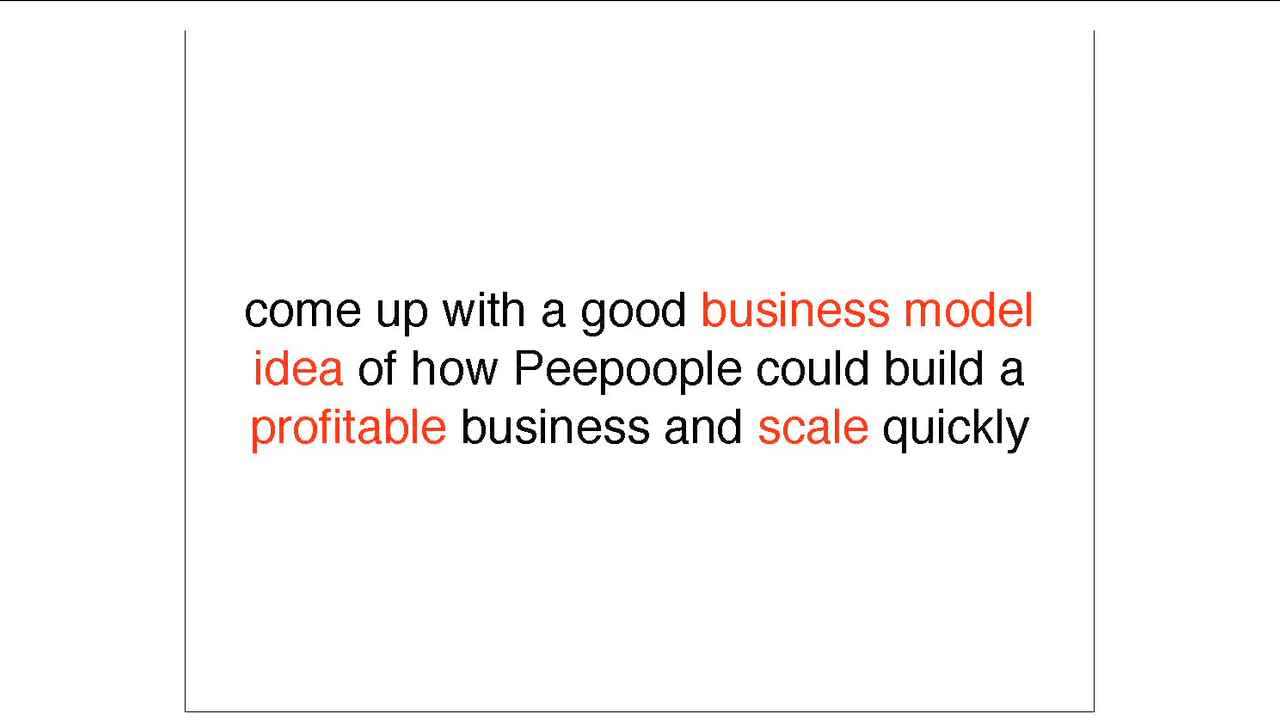 come up with a good business model
idea of how Peepoople could build a
profitable business and scale quickly